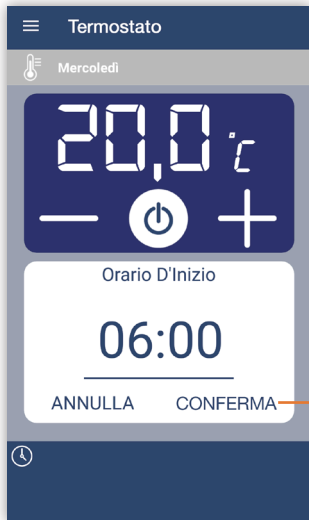 Termostato
Mercoledì
20,0 °C
Orario D'Inizio
06:00
ANNULLA CONFERMA